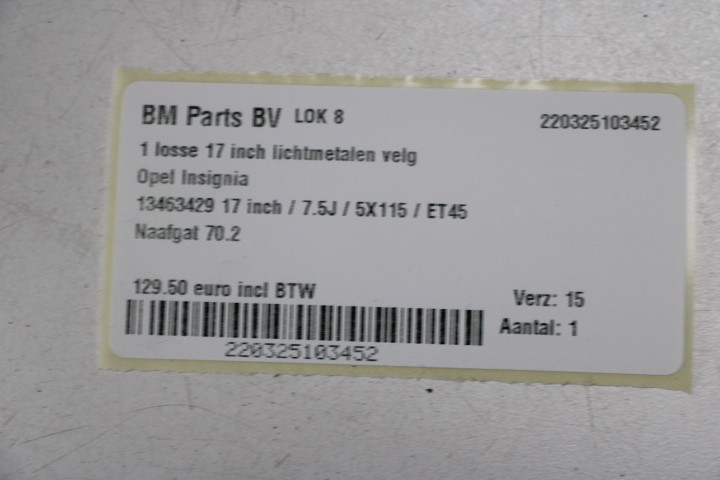 BM Parts BV LOK 8 220325103452
1 losse 17 inch lichtmetalen velg
Opel Insignia
13463429 17 inch / 7.5J / 5X115 / ET45
Naafgat 70.2
129.50 euro incl BTW Verz: 15
Aantal: 1
220325103452